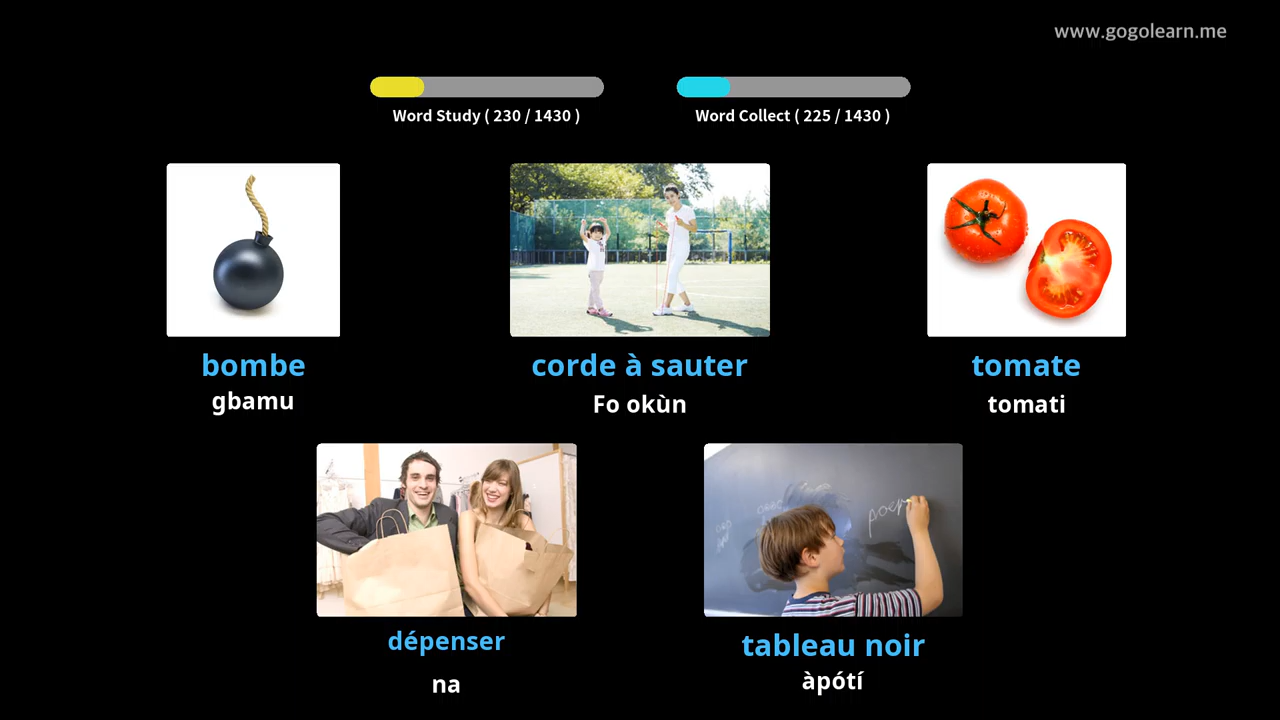 www.gogolearn.me
Word Study ( 230 / 1430 )
Word Collect ( 225 / 1430 )
bombe
gbamu
corde à sauter
Fo okùn
tomate
tomati
dépenser
na
tableau noir
àpótí